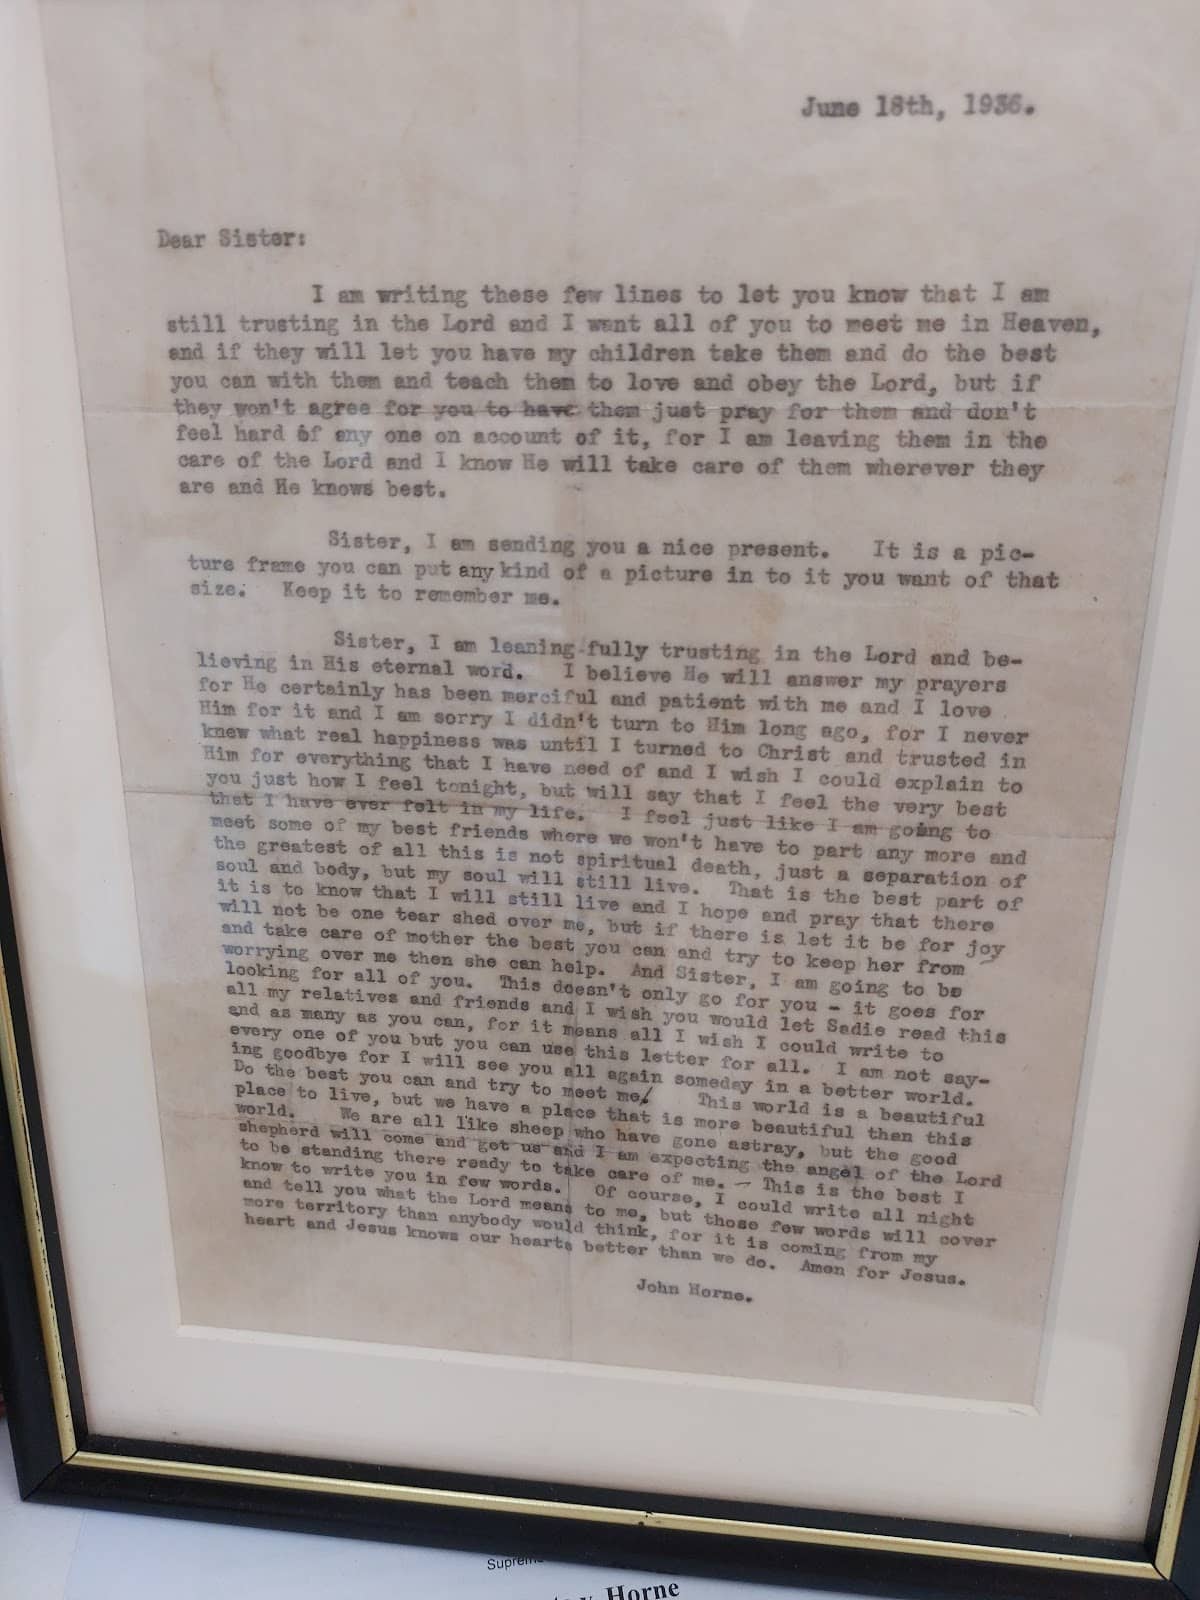 June 18th, 1936.
Dear Sister:
I am writing these few lines to let you know that I am
still trusting in the Lord and I want all of you to meet me in Heaven,
and if they will let you have my children take them and do the best
you can with them and teach them to love and obey the Lord, but if
they won't agree for you to have them just pray for them and don't
feel hard of any one on account of it, for I am leaving them in the
care of the Lord and I know He will take care of them wherever they
are and He knows best.
Sister, I am sending you a nice present. It is a pic-
ture frame you can put any kind of a picture in to it you want of that
size. Keep it to remember me.
Sister, I am leaning fully trusting in the Lord and be-
lieving in His eternal word. I believe He will answer my prayers
for He certainly has been merciful and patient with me and I love
Him for it and I am sorry I didn't turn to Him long ago, for I never
knew what real happiness was until I turned to Christ and trusted in
Him for everything that I have need of and I wish I could explain to
you just how I feel tonight, but will say that I feel the very best
that I have ever felt in my life. I feel just like I am going to
meet some of my best friends where we won't have to part any more and
the greatest of all this is not spiritual death, just a separation of
soul and body, but my soul will still live. That is the best part of
it is to know that I will still live and I hope and pray that there
will not be one tear shed over me, but if there is let it be for joy
and take care of mother the best you can and try to keep her from
worrying over me then she can help. And Sister, I am going to be
looking for all of you. This doesn't only go for you - it goes for
all my relatives and friends and I wish you would let Sadie read this
and as many as you can, for it means all I wish I could write to
every one of you but you can use this letter for all. I am not say-
ing goodbye for I will see you all again someday in a better world.
Do the best you can and try to meet me! This world is a beautiful
place to live, but we have a place that is more beautiful than this
world. We are all like sheep who have gone astray, but the good
shepherd will come and get us and I am expecting the angel of the Lord
to be standing there ready to take care of me. - This is the best I
know to write you in few words. Of course, I could write all night
and tell you what the Lord means to me, but those few words will cover
more territory than anybody would think, for it is coming from my
heart and Jesus knows our hearts better than we do. Amen for Jesus.
John Horne.
Horne